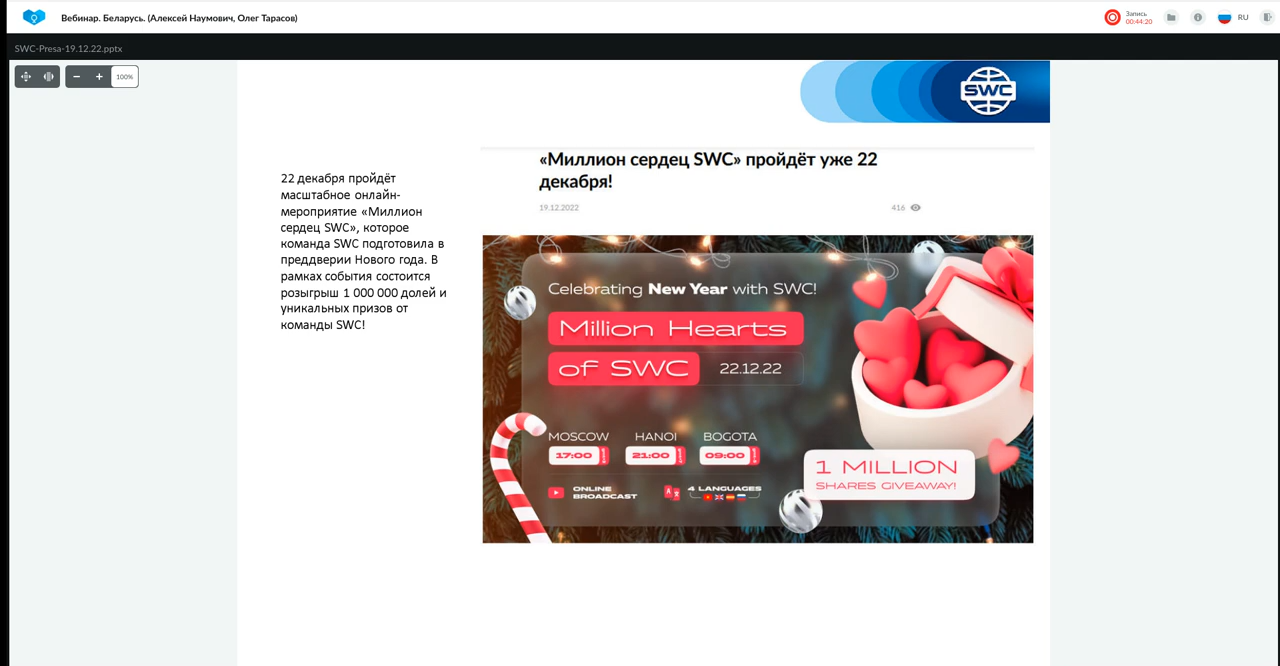 Вебинар. Беларусь. (Алексей Наумович, Олег Тарасов)
Запись
00:44:20
RU
SWC-Presa-19.12.22.pptx
100%
SWC
22 декабря пройдёт
масштабное онлайн-
мероприятие «Миллион
сердец SWC», которое
команда SWC подготовила в
преддверии Нового года. В
рамках события состоится
розыгрыш 1 000 000 долей и
уникальных призов от
команды SWC!
«Миллион сердец SWC» пройдёт уже 22
декабря!
19.12.2022
416
Celebrating New Year with SWC!
Million Hearts
of SWC
22.12.22
MOSCOW HANOI BOGOTA
17:00 21:00 09:00
ONLINE
BROADCAST
4 LANGUAGES
1 MILLION
SHARES GIVEAWAY!